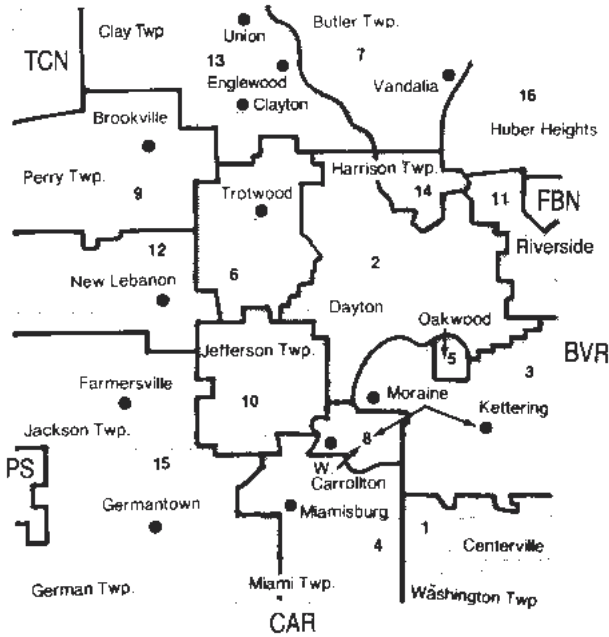 Clay Twp
Butler Twp.
Union
TCN
13
7
Englewood
Vandalia
Clayton
16
Brookville
Huber Heights
Perry Twp.
Harrison Twp.
9
Trotwood
14
11
FBN
Riverside
12
New Lebanon
6
2
Dayton
Oakwood
Jefferson Twp.
5
BVR
3
Farmersville
10
Moraine
Kettering
Jackson Twp.
8
PS
15
W.
Carrollton
Germantown
Miamisburg
1
4
Centerville
German Twp.
Miami Twp.
Washington Twp
CAR